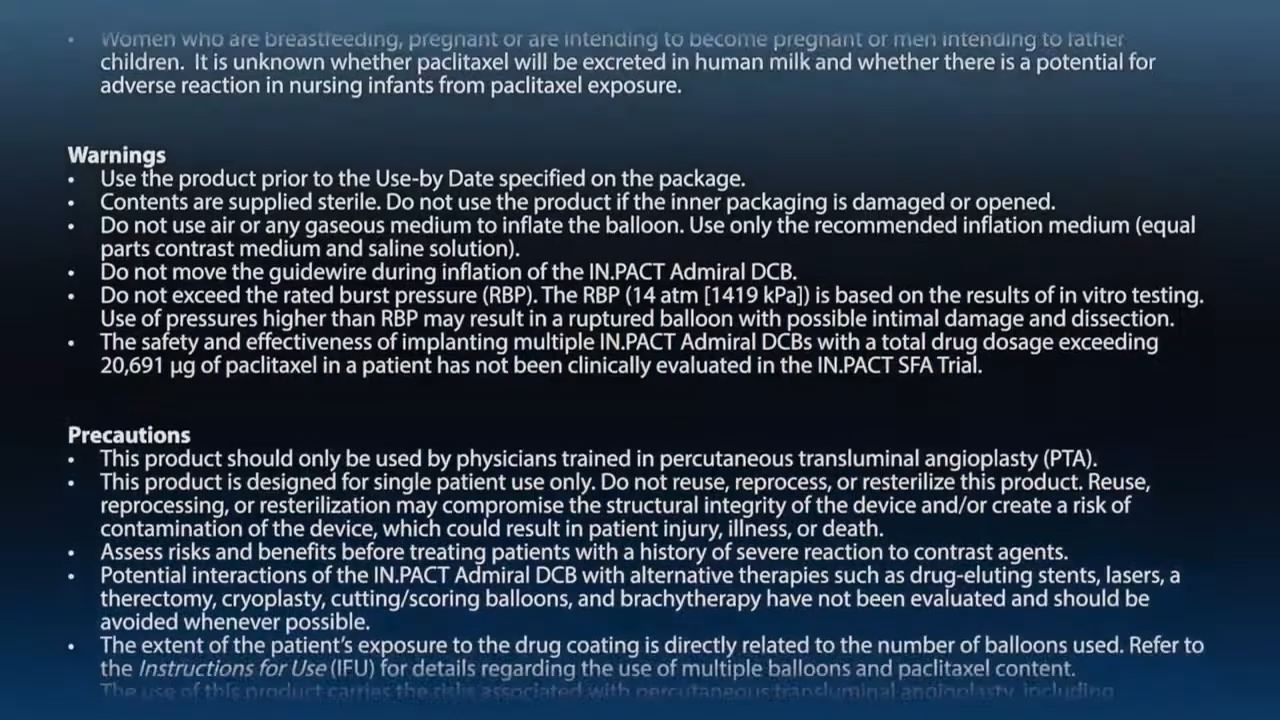 • Women who are breastfeeding, pregnant or are intending to become pregnant or men intending to father
children. It is unknown whether paclitaxel will be excreted in human milk and whether there is a potential for
adverse reaction in nursing infants from paclitaxel exposure.
Warnings
• Use the product prior to the Use-by Date specified on the package.
• Contents are supplied sterile. Do not use the product if the inner packaging is damaged or opened.
• Do not use air or any gaseous medium to inflate the balloon. Use only the recommended inflation medium (equal
parts contrast medium and saline solution).
• Do not move the guidewire during inflation of the IN.PACT Admiral DCB.
• Do not exceed the rated burst pressure (RBP). The RBP (14 atm [1419 kPa]) is based on the results of in vitro testing.
Use of pressures higher than RBP may result in a ruptured balloon with possible intimal damage and dissection.
• The safety and effectiveness of implanting multiple IN.PACT Admiral DCBs with a total drug dosage exceeding
20,691 µg of paclitaxel in a patient has not been clinically evaluated in the IN.PACT SFA Trial.
Precautions
• This product should only be used by physicians trained in percutaneous transluminal angioplasty (PTA).
• This product is designed for single patient use only. Do not reuse, reprocess, or resterilize this product. Reuse,
reprocessing, or resterilization may compromise the structural integrity of the device and/or create a risk of
contamination of the device, which could result in patient injury, illness, or death.
• Assess risks and benefits before treating patients with a history of severe reaction to contrast agents.
• Potential interactions of the IN.PACT Admiral DCB with alternative therapies such as drug-eluting stents, lasers, a
therectomy, cryoplasty, cutting/scoring balloons, and brachytherapy have not been evaluated and should be
avoided whenever possible.
• The extent of the patient's exposure to the drug coating is directly related to the number of balloons used. Refer to
the Instructions for Use (IFU) for details regarding the use of multiple balloons and paclitaxel content.
The use of this product carries the risks associated with percutaneous transluminal angioplasty, including